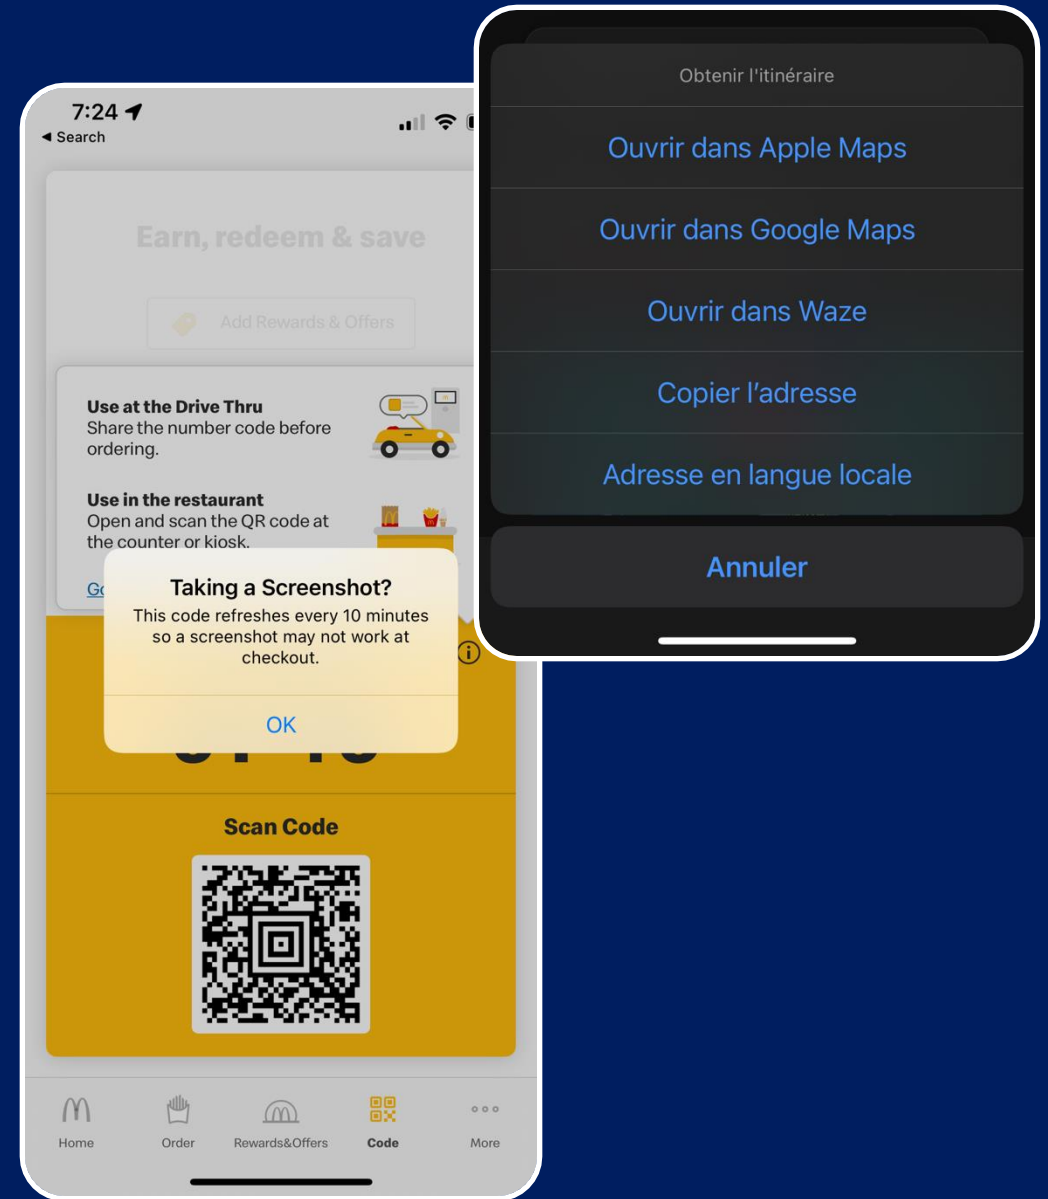 7:24
◄ Search
Earn, redeem & save
Add Rewards & Offers
Use at the Drive Thru
Share the number code before
ordering.
Use in the restaurant
Open and scan the QR code at
the counter or kiosk.
Taking a Screenshot?
This code refreshes every 10 minutes
so a screenshot may not work at
checkout.
OK
Scan Code
Home
Order
Rewards&Offers
Code
More
Obtenir l'itinéraire
Ouvrir dans Apple Maps
Ouvrir dans Google Maps
Ouvrir dans Waze
Copier l’adresse
Adresse en langue locale
Annuler